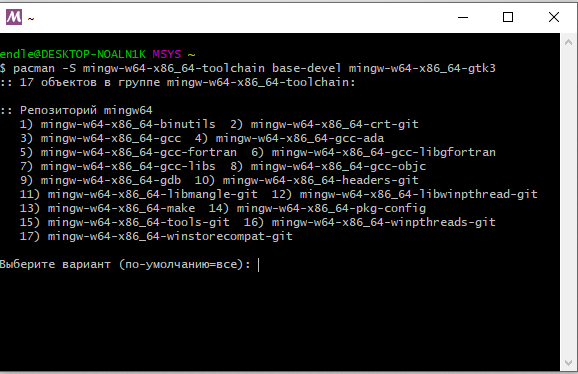 M ~
endle@DESKTOP-NOALN1K MSYS ~
$ pacman -S mingw-w64-x86_64-toolchain base-devel mingw-w64-x86_64-gtk3
:: 17 объектов в группе mingw-w64-x86_64-toolchain:
:: Репозиторий mingw64
1) mingw-w64-x86_64-binutils  2) mingw-w64-x86_64-crt-git
3) mingw-w64-x86_64-gcc  4) mingw-w64-x86_64-gcc-ada
5) mingw-w64-x86_64-gcc-fortran  6) mingw-w64-x86_64-gcc-libgfortran
7) mingw-w64-x86_64-gcc-libs  8) mingw-w64-x86_64-gcc-objc
9) mingw-w64-x86_64-gdb  10) mingw-w64-x86_64-headers-git
11) mingw-w64-x86_64-libmangle-git  12) mingw-w64-x86_64-libwinpthread-git
13) mingw-w64-x86_64-make  14) mingw-w64-x86_64-pkg-config
15) mingw-w64-x86_64-tools-git  16) mingw-w64-x86_64-winpthreads-git
17) mingw-w64-x86_64-winstorecompat-git
Выберите вариант (по-умолчанию=все):